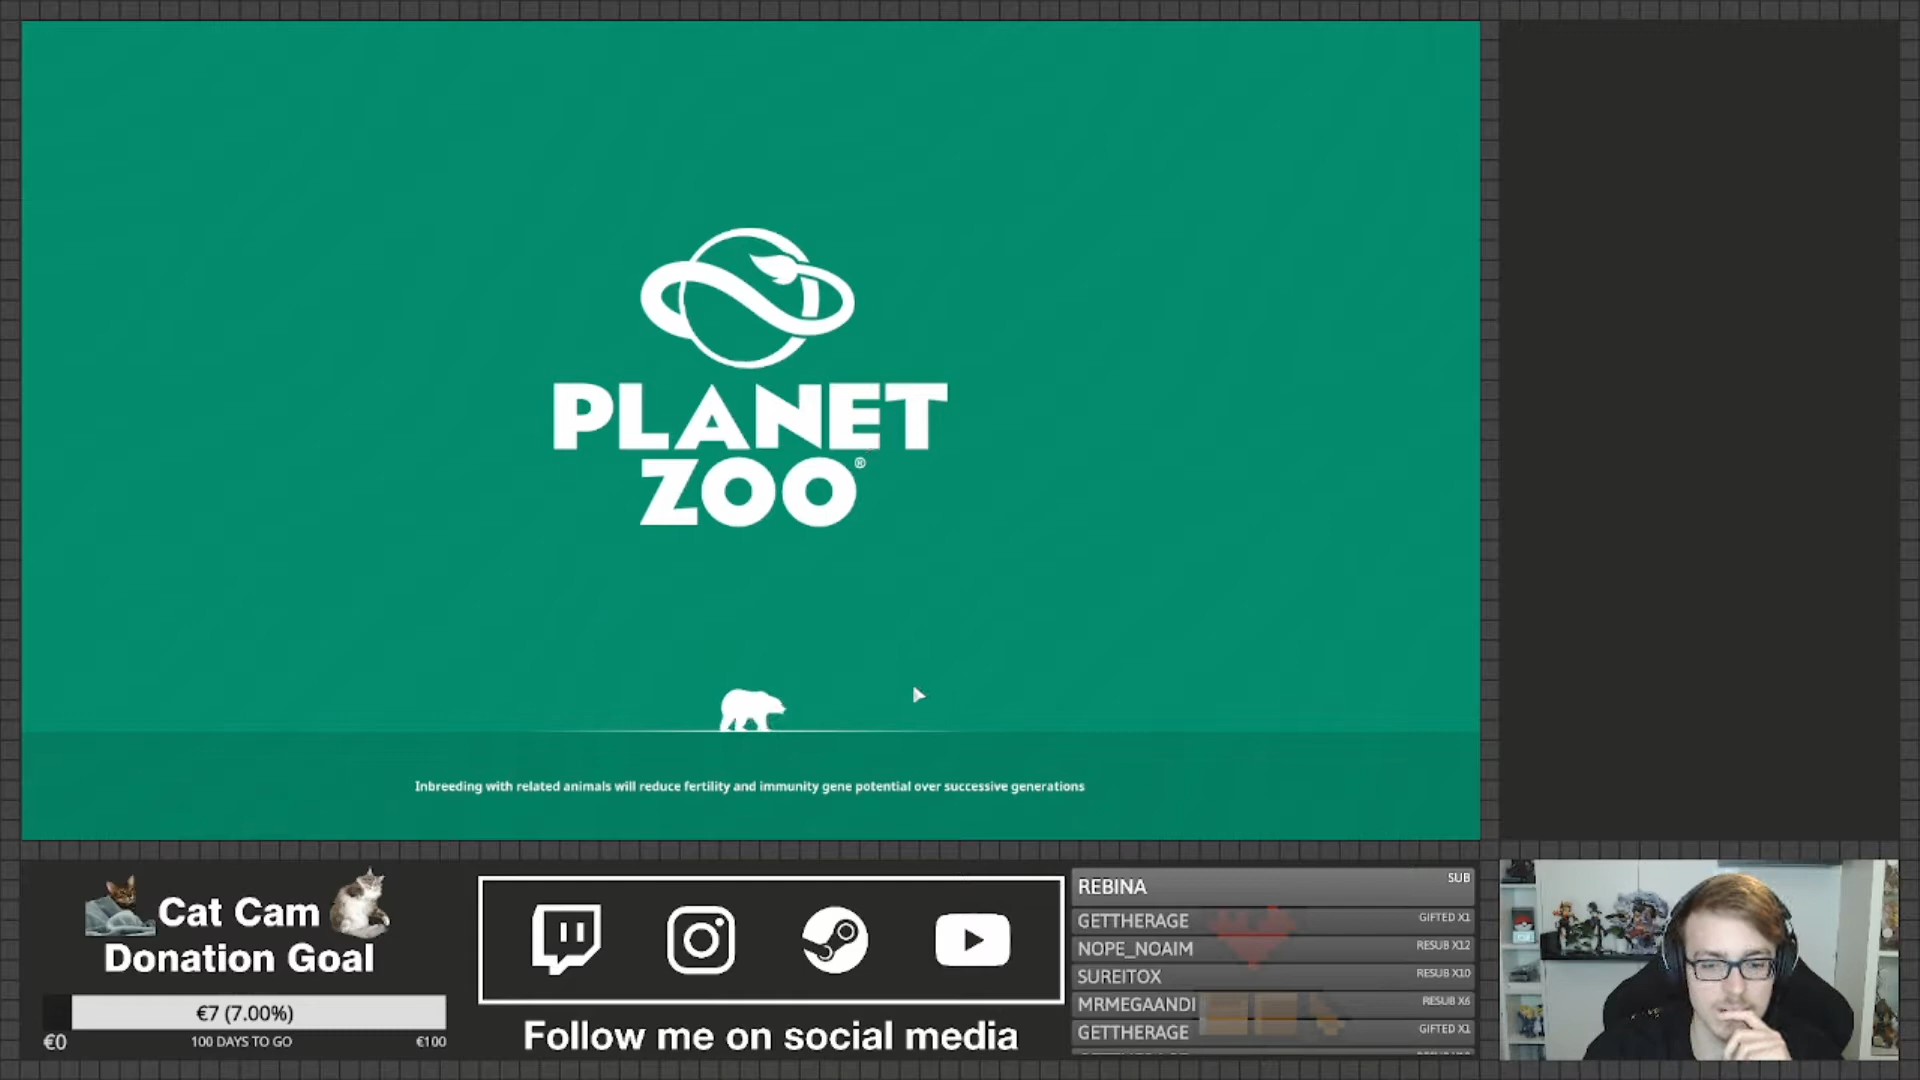 PLANET
ZOO®
Inbreeding with related animals will reduce fertility and immunity gene potential over successive generations
Cat Cam
Donation Goal
€7 (7.00%)
€0
100 DAYS TO GO
€100
Follow me on social media
REBINA SUB
GETTHERAGE GIFTED X1
NOPE_NOAIM RESUB X12
SUREITOX RESUB X10
MRMEGAANDI RESUB X6
GETTHERAGE GIFTED X1